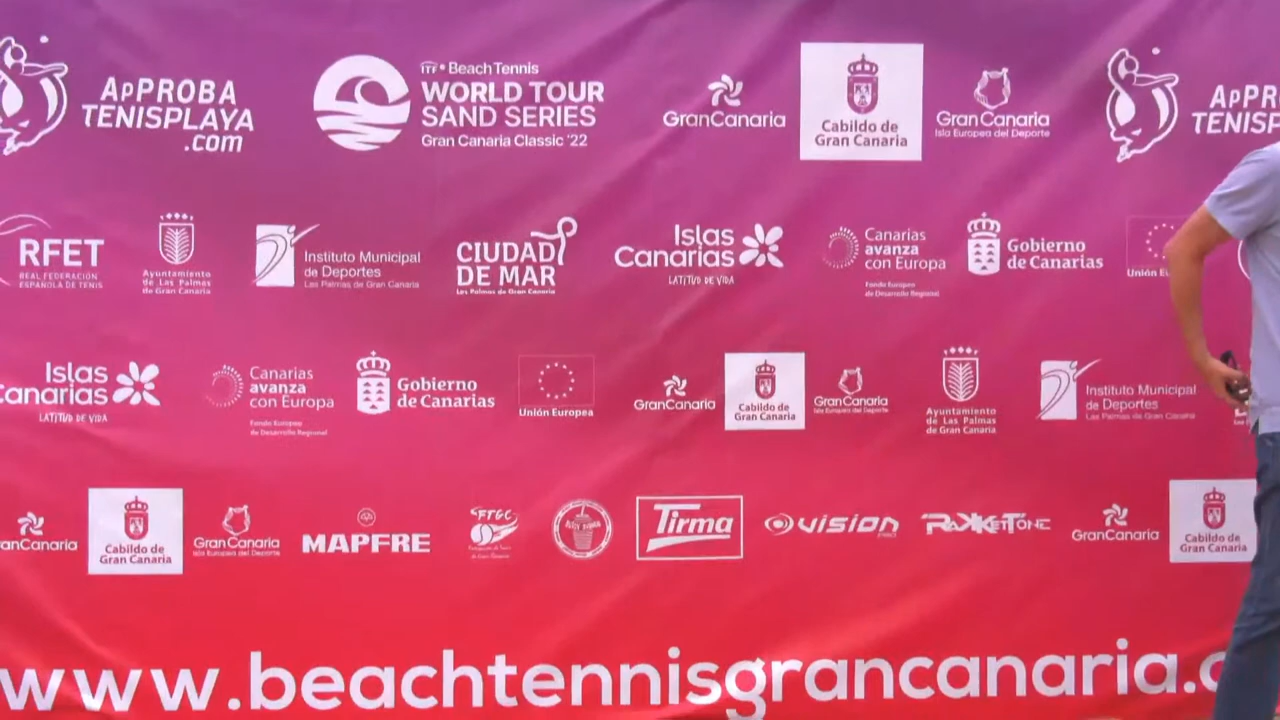 ApPROBA
TENISPLAYA
.com
ITF Beach Tennis
WORLD TOUR
SAND SERIES
Gran Canaria Classic '22
GranCanaria
Cabildo de
Gran Canaria
GranCanaria
Isla Europea del Deporte
ApPR
TENISP
RFET
REAL FEDERACIÓN
ESPAÑOLA DE TENIS
Ayuntamiento
de Las Palmas
de Gran Canaria
Instituto Municipal
de Deportes
Las Palmas de Gran Canaria
CIUDAD
DE MAR
Las Palmas de Gran Canaria
Islas
Canarias
LATITUD DE VIDA
Canarias
avanza
con Europa
Fondo Europeo
de Desarrollo Regional
Gobierno
de Canarias
Unión Eu
Islas
Canarias
LATITUD DE VIDA
Canarias
avanza
con Europa
Fondo Europeo
de Desarrollo Regional
Gobierno
de Canarias
Unión Europea
GranCanaria
Cabildo de
Gran Canaria
GranCanaria
Isla Europea del Deporte
Ayuntamiento
de Las Palmas
de Gran Canaria
Instituto Municipal
de Deportes
Las Palmas de Gran Canaria
anCanaria
Cabildo de
Gran Canaria
GranCanaria
Isla Europea del Deporte
MAPFRE
FTGC
Tirma
vision
PRO
RAKKETTONE
GranCanaria
Cabildo de
Gran Canaria
www.beachtennisgrancanaria.c